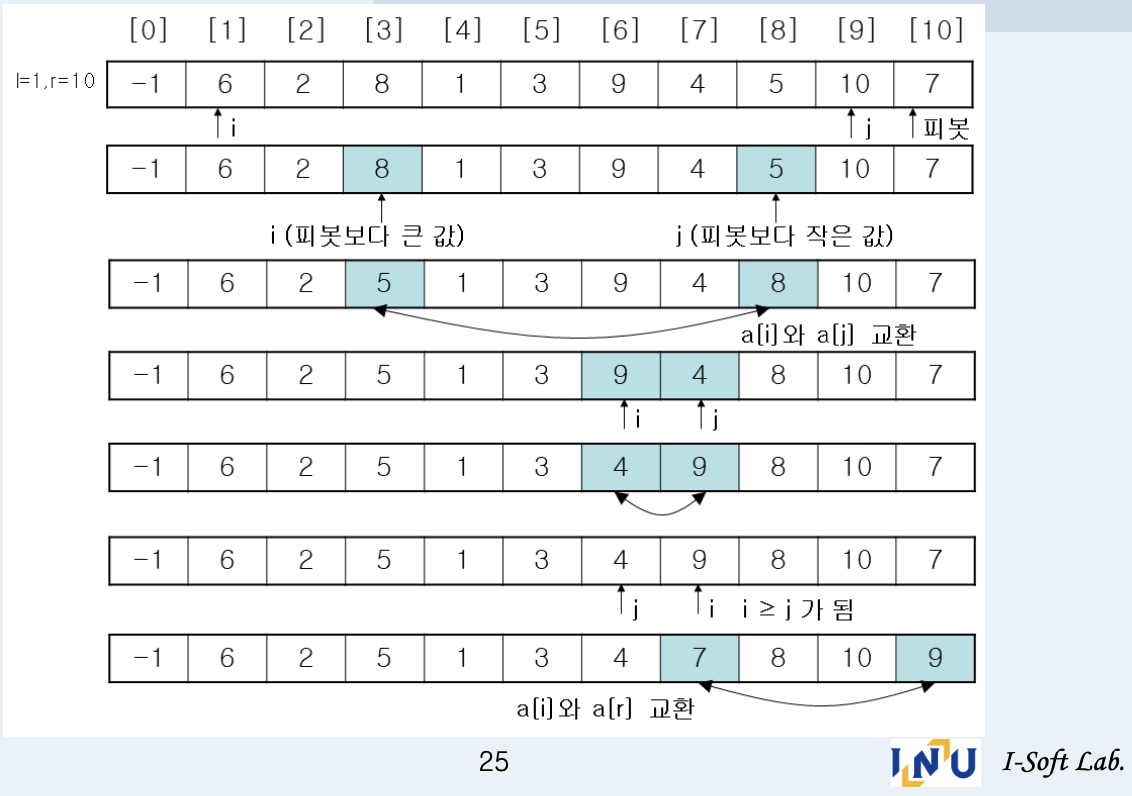 [0] [1] [2] [3] [4] [5] [6] [7] [8] [9] [10]
l=1,r=10 -1 6 2 8 1 3 9 4 5 10 7
i j 피봇
-1 6 2 8 1 3 9 4 5 10 7
i (피봇보다 큰 값) j (피봇보다 작은 값)
-1 6 2 5 1 3 9 4 8 10 7
a[i]와 a[j] 교환
-1 6 2 5 1 3 9 4 8 10 7
i j
-1 6 2 5 1 3 4 9 8 10 7
-1 6 2 5 1 3 4 9 8 10 7
j i i ≥ j 가 됨
-1 6 2 5 1 3 4 7 8 10 9
a[i]와 a[r] 교환
25
INU I-Soft Lab.